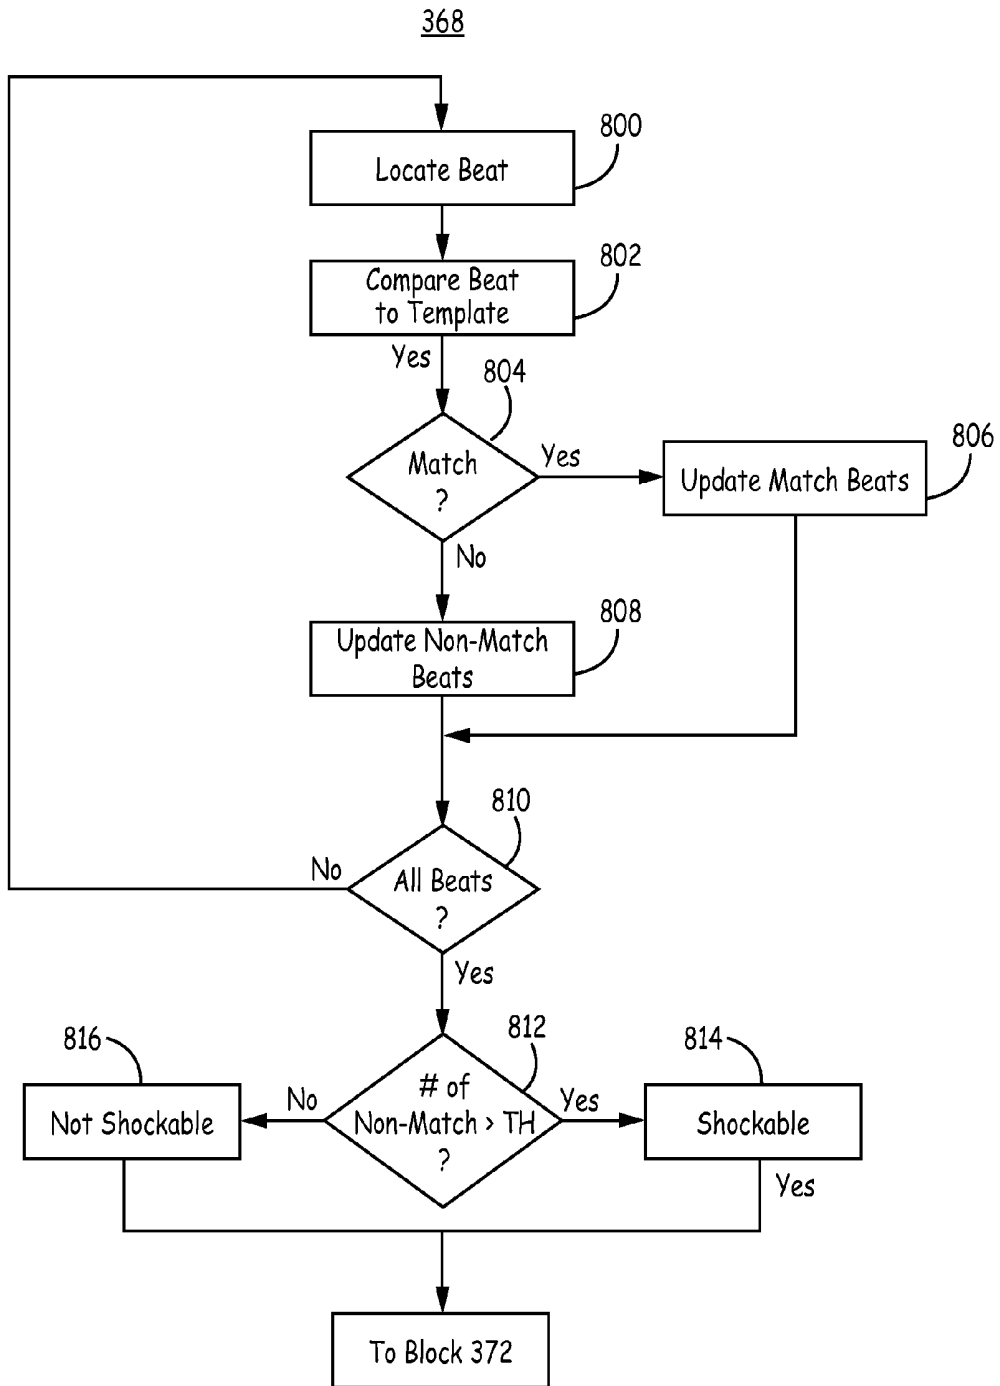 368
800
Locate Beat
802
Compare Beat
to Template
Yes
804
Match
?
Yes
806
Update Match Beats
No
808
Update Non-Match
Beats
810
No
All Beats
?
Yes
816
812
814
Not Shockable
No
# of
Non-Match > TH
?
Yes
Shockable
Yes
To Block 372